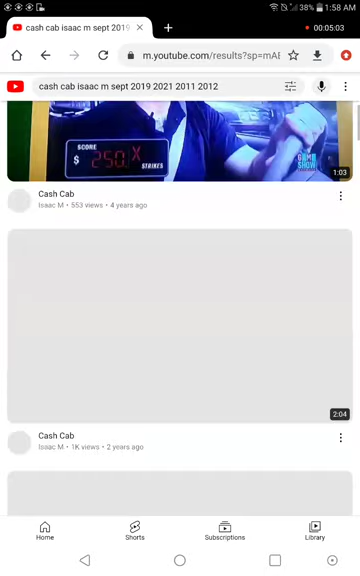 38% 1:58 AM
cash cab isaac m sept 2019
00:05:03
m.youtube.com/results?sp=mAE
cash cab isaac m sept 2019 2021 2011 2012
SCORE
$ 250 X
STRIKES
GAME
SHOW
1:03
Cash Cab
Isaac M • 553 views • 4 years ago
2:04
Cash Cab
Isaac M • 1K views • 2 years ago
Home
Shorts
Subscriptions
Library